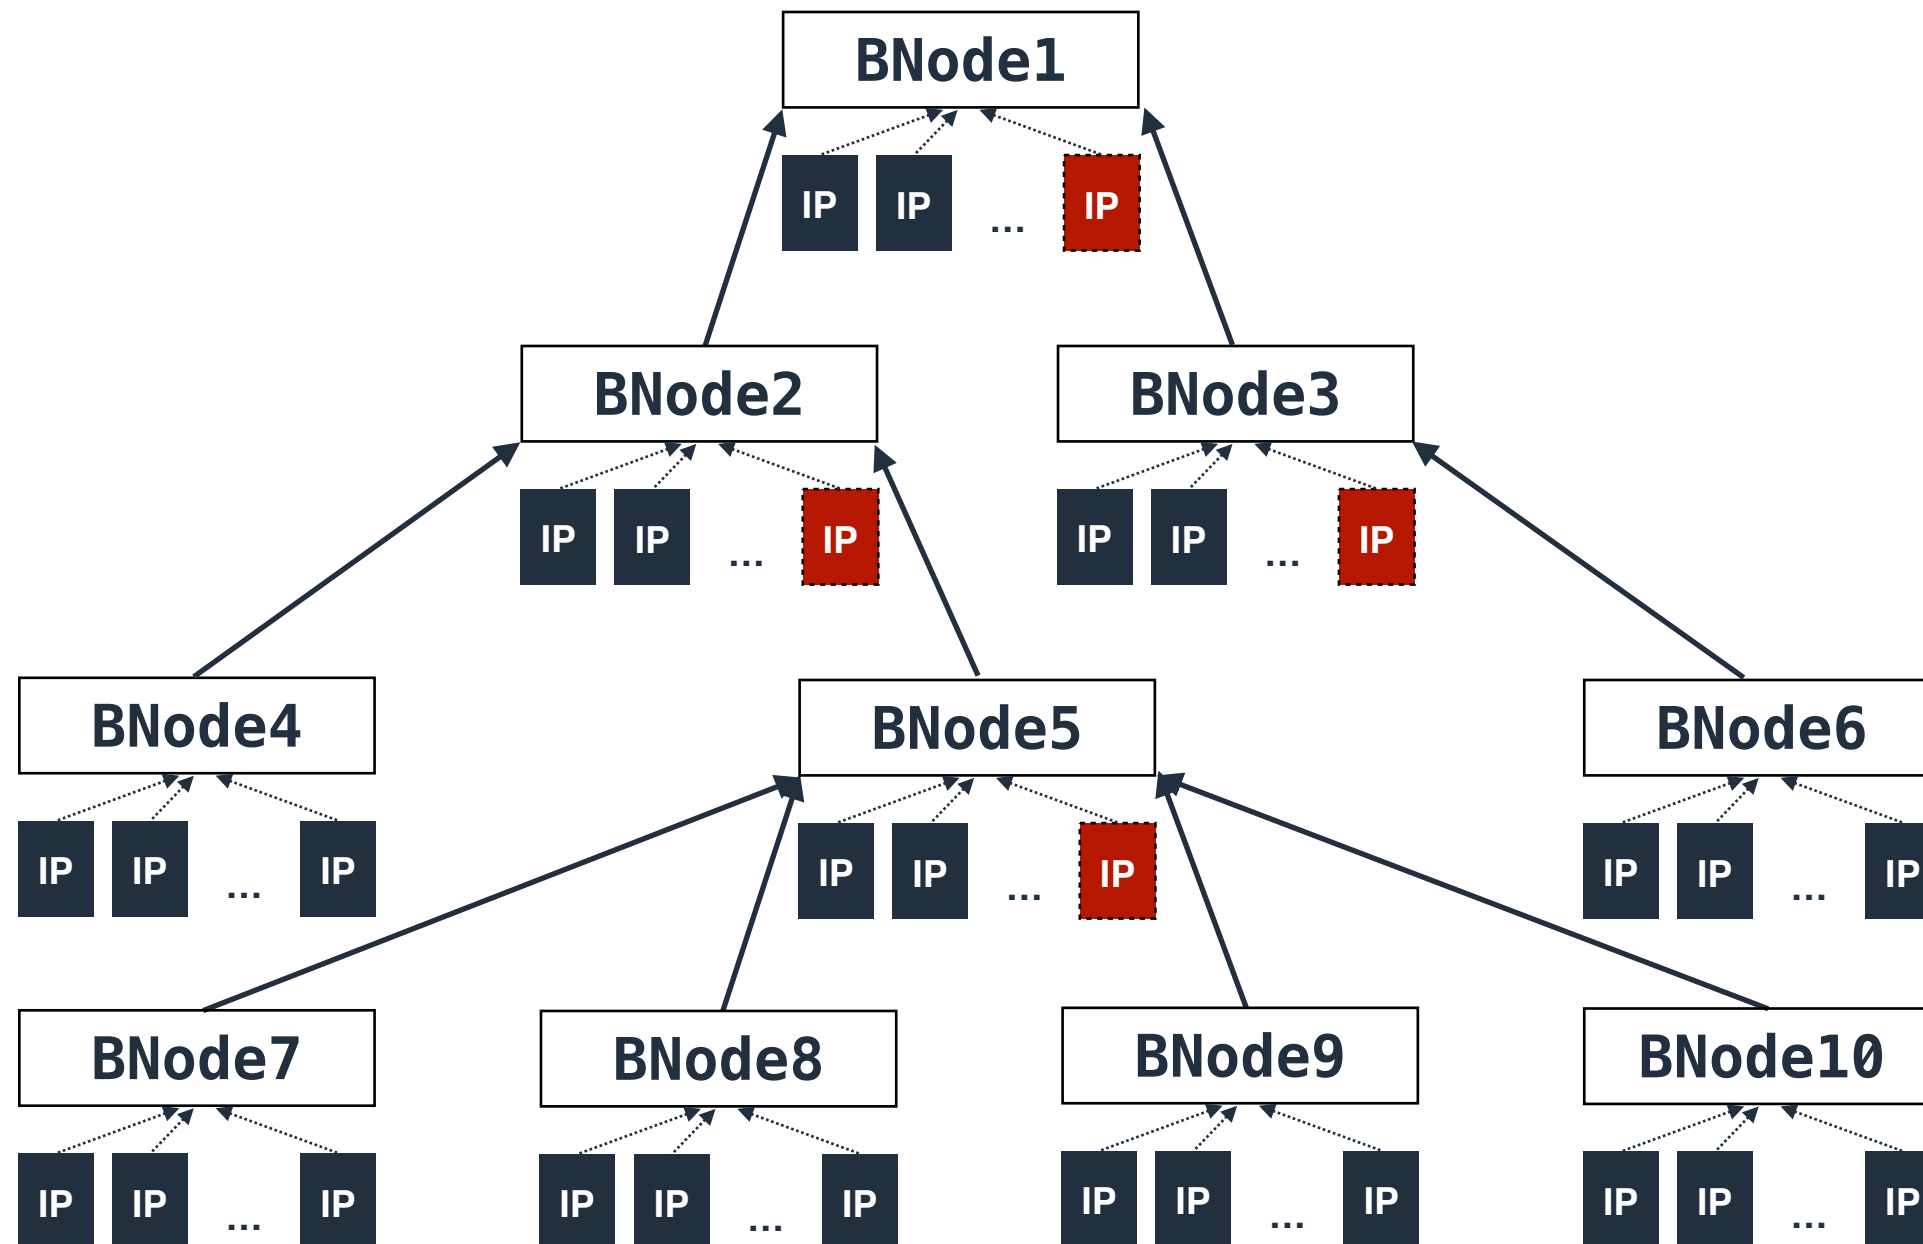 BNode1
IP IP ... IP
BNode2 BNode3
IP IP ... IP IP IP ... IP
BNode4 BNode5 BNode6
IP IP ... IP IP IP ... IP IP IP ... IP
BNode7 BNode8 BNode9 BNode10
IP IP ... IP IP IP ... IP IP IP ... IP IP IP ... IP